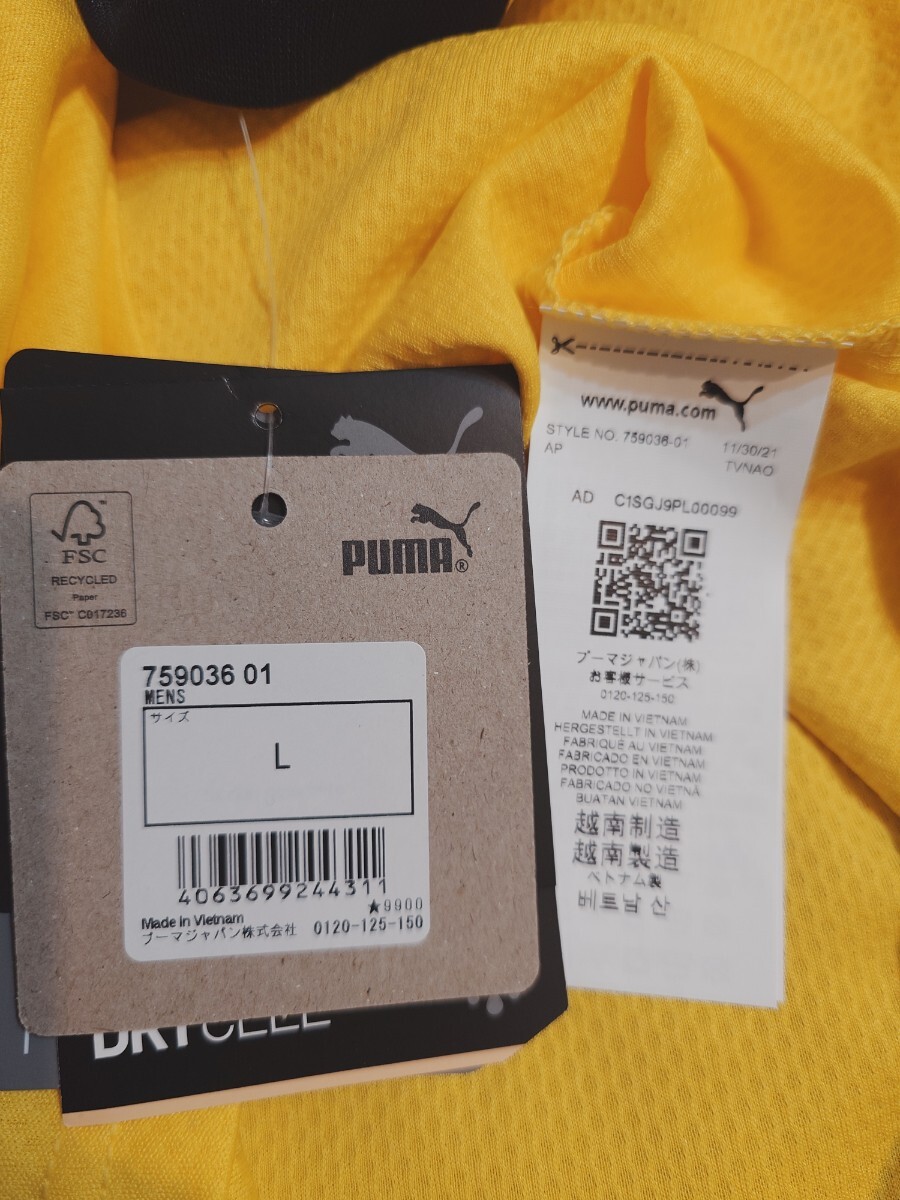 FSC
RECYCLED
Paper
FSC™ C017236
PUMA®
759036 01
MENS
サイズ
L
4063699244311
★9900
Made in Vietnam
プーマジャパン株式会社 0120-125-150
DRYCELL
www.puma.com
STYLE NO. 759036-01 11/30/21
AP TVNAO
AD C1SGJ9PL00099
プーマジャパン(株)
お客様サービス
0120-125-150
MADE IN VIETNAM
HERGESTELLT IN VIETNAM
FABRIQUÉ AU VIETNAM
FABRICADO EN VIETNAM
PRODOTTO IN VIETNAM
FABRICADO NO VIETNÃ
BUATAN VIETNAM
越南制造
越南製造
ベトナム製
베트남 산